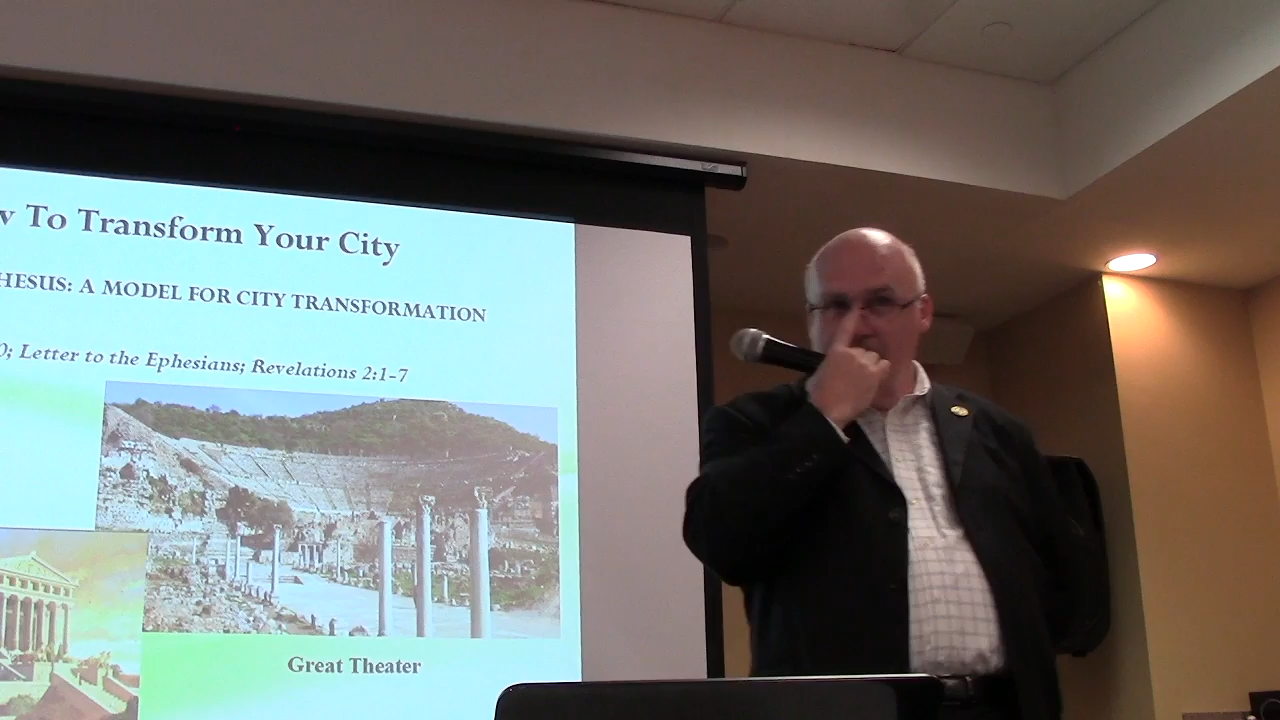 w To Transform Your City
HESUS: A MODEL FOR CITY TRANSFORMATION
0; Letter to the Ephesians; Revelations 2:1-7
Great Theater